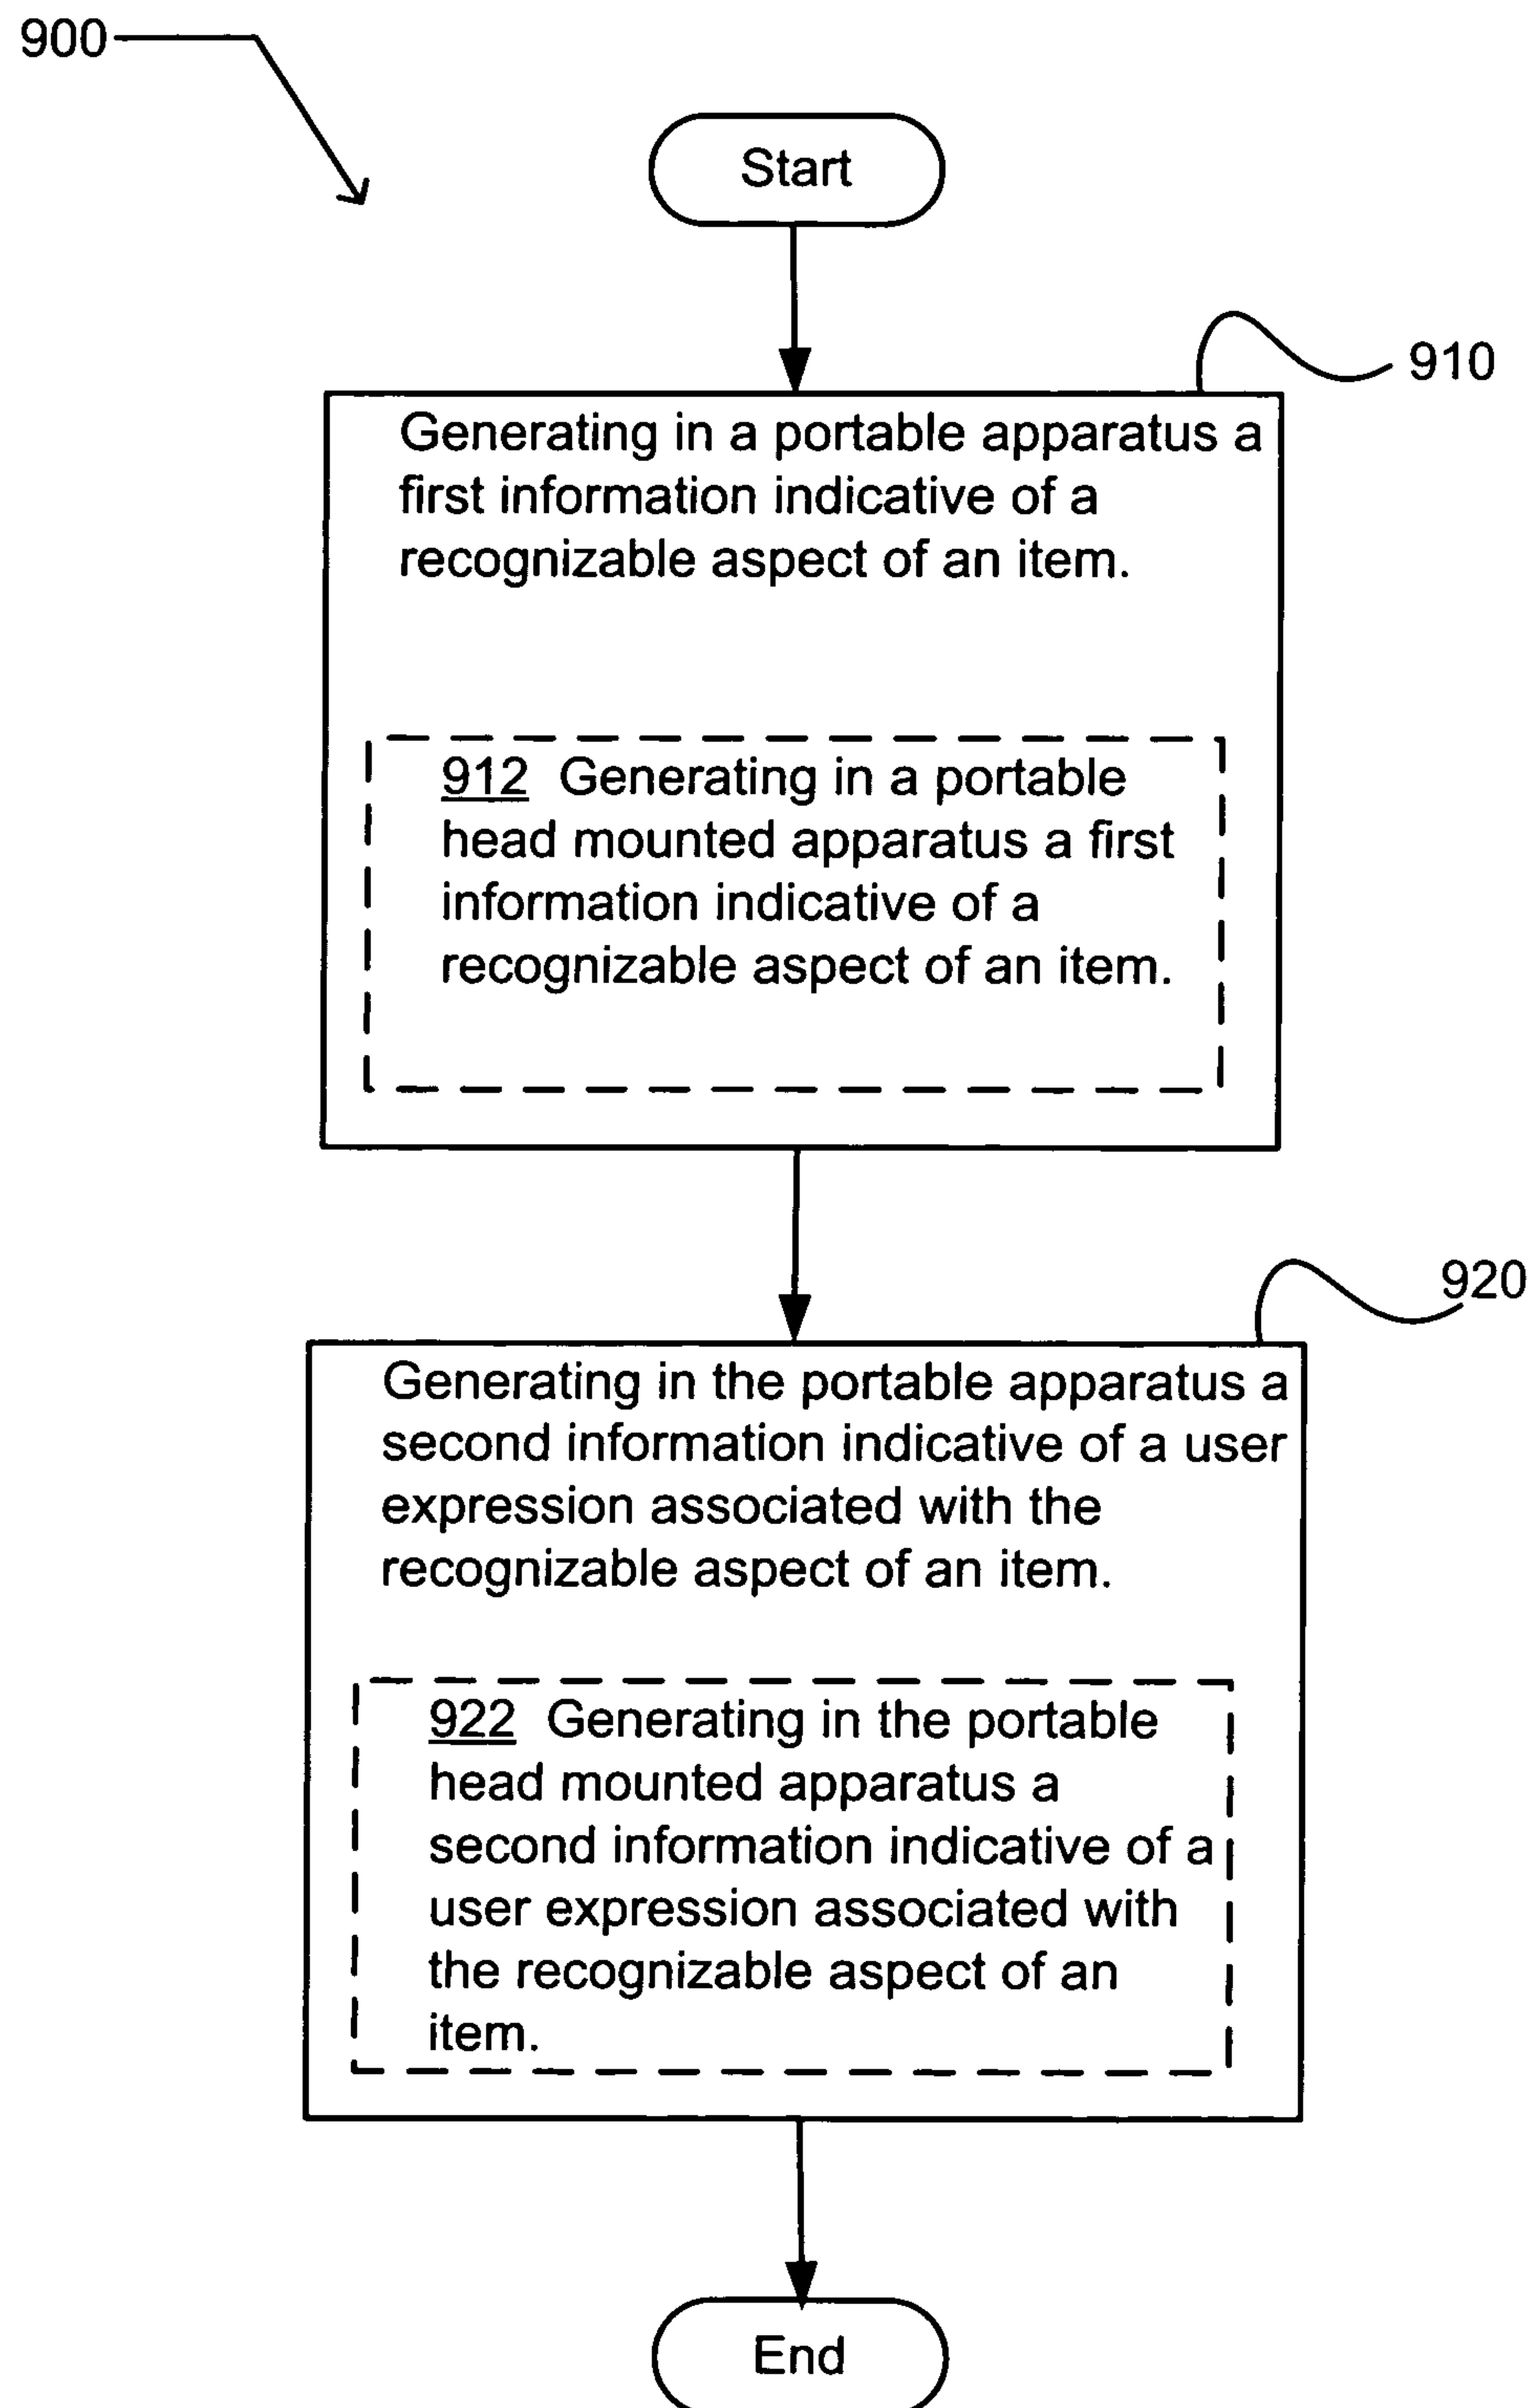 900
Start
910
Generating in a portable apparatus a
first information indicative of a
recognizable aspect of an item.
912 Generating in a portable
head mounted apparatus a first
information indicative of a
recognizable aspect of an item.
920
Generating in the portable apparatus a
second information indicative of a user
expression associated with the
recognizable aspect of an item.
922 Generating in the portable
head mounted apparatus a
second information indicative of a
user expression associated with
the recognizable aspect of an
item.
End